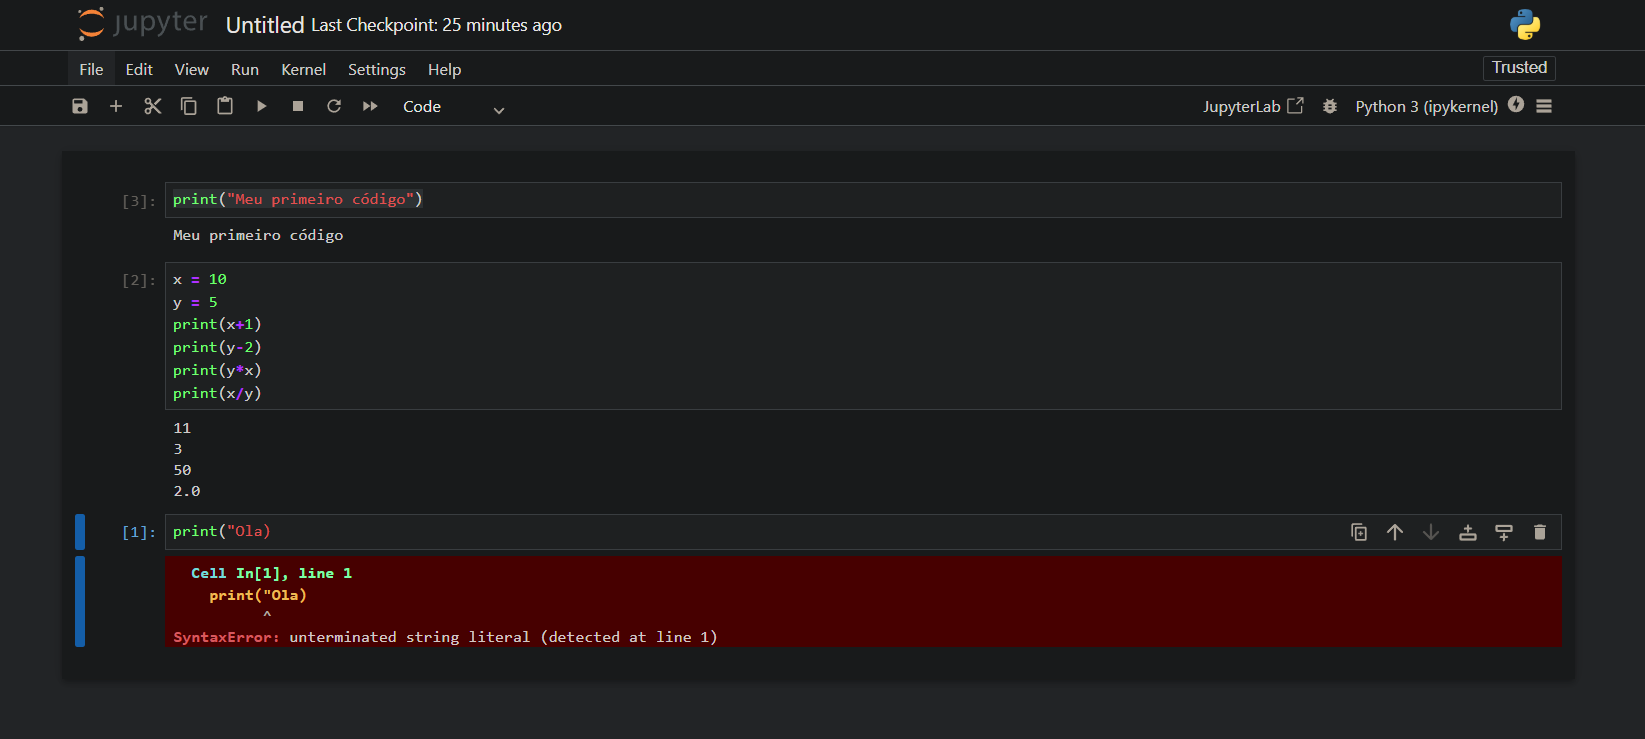 jupyter Untitled Last Checkpoint: 25 minutes ago
File Edit View Run Kernel Settings Help Trusted
Code JupyterLab Python 3 (ipykernel)
[3]: print("Meu primeiro código")
Meu primeiro código
[2]: x = 10
y = 5
print(x+1)
print(y-2)
print(y*x)
print(x/y)
11
3
50
2.0
[1]: print("Ola)
Cell In[1], line 1
print("Ola)
^
SyntaxError: unterminated string literal (detected at line 1)